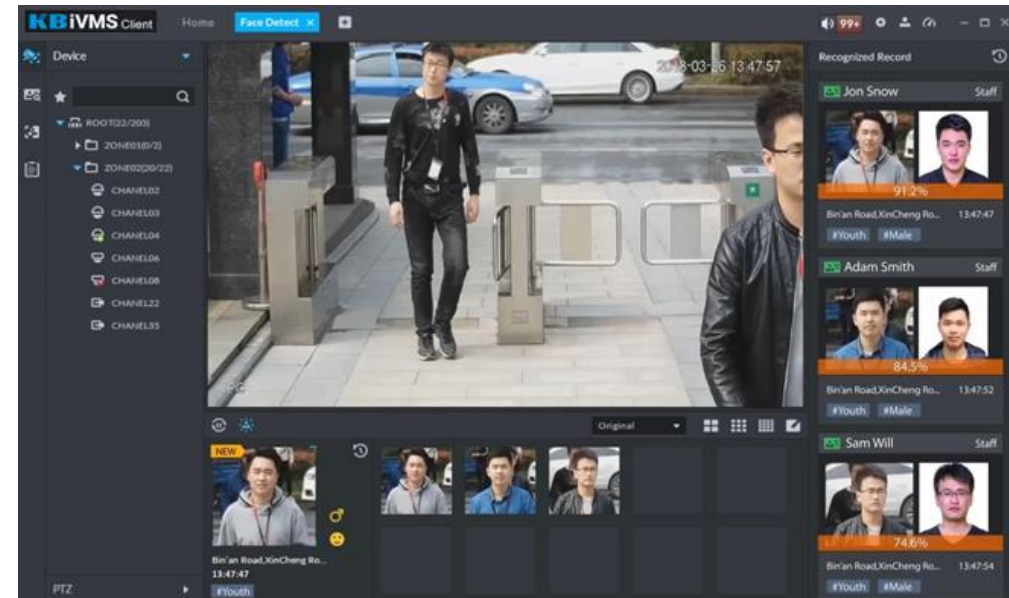 KBiVMS Client
Home
Face Detect ×
99+
Device
ROOT(22/200)
ZONE01(0/2)
ZONE02(20/22)
CHANEL02
CHANEL03
CHANEL04
CHANEL06
CHANEL08
CHANEL22
CHANEL35
PTZ
2018-03-26 13:47:57
Original
NEW
Bin'an Road,XinCheng Ro...
13:47:47
#Youth
Recognized Record
Jon Snow Staff
91.2%
Bin'an Road,XinCheng Ro... 13:47:47
#Youth #Male
Adam Smith Staff
84.5%
Bin'an Road,XinCheng Ro... 13:47:52
#Youth #Male
Sam Will Staff
74.6%
Bin'an Road,XinCheng Ro... 13:47:54
#Youth #Male